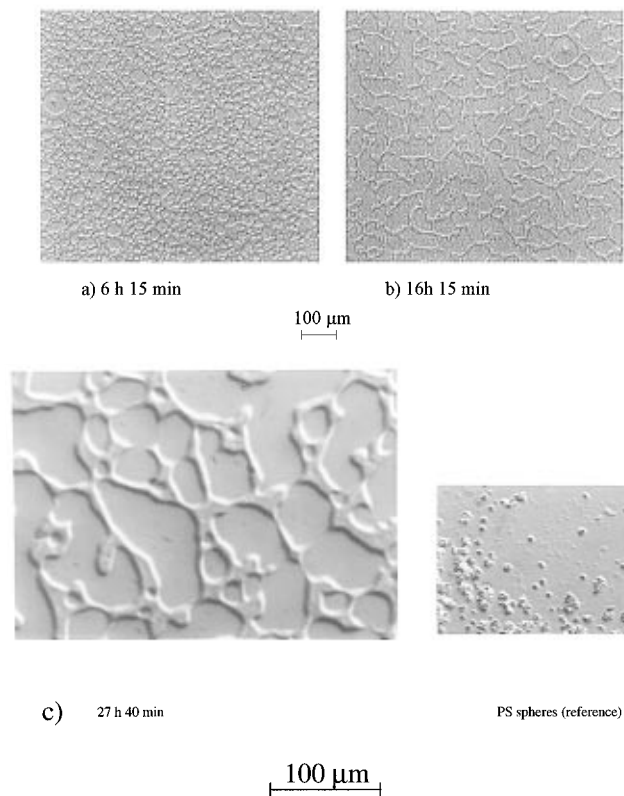 a) 6 h 15 min
b) 16h 15 min
100 μm
c) 27 h 40 min
PS spheres (reference)
100 μm